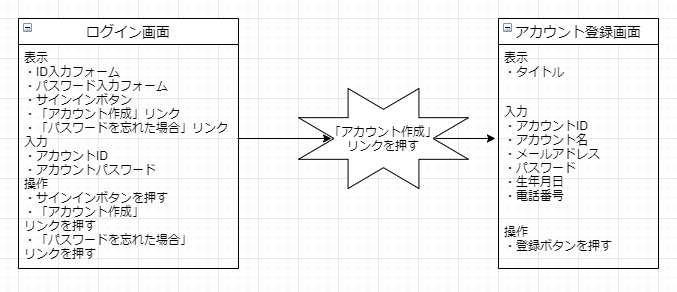 ログイン画面
表示
・ID入力フォーム
・パスワード入力フォーム
・サインインボタン
・「アカウント作成」リンク
・「パスワードを忘れた場合」リンク
入力
・アカウントID
・アカウントパスワード
操作
・サインインボタンを押す
・「アカウント作成」
リンクを押す
・「パスワードを忘れた場合」
リンクを押す
「アカウント作成」
リンクを押す
アカウント登録画面
表示
・タイトル
入力
・アカウントID
・アカウント名
・メールアドレス
・パスワード
・生年月日
・電話番号
操作
・登録ボタンを押す